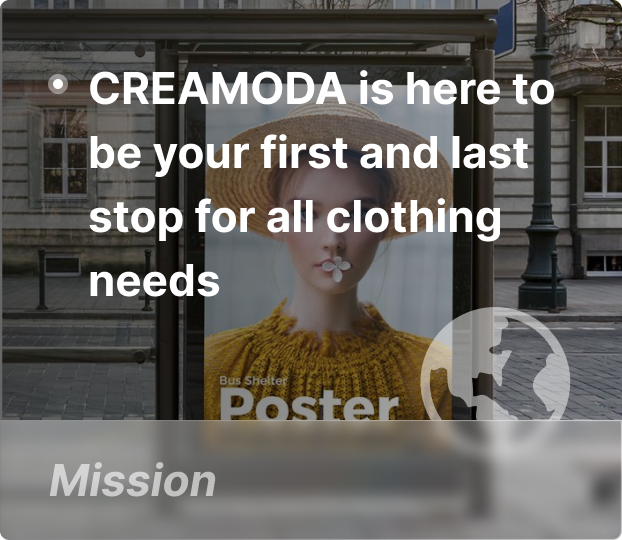 CREAMODA is here to
be your first and last
stop for all clothing
needs
Bus Shelter
Poster
Mission